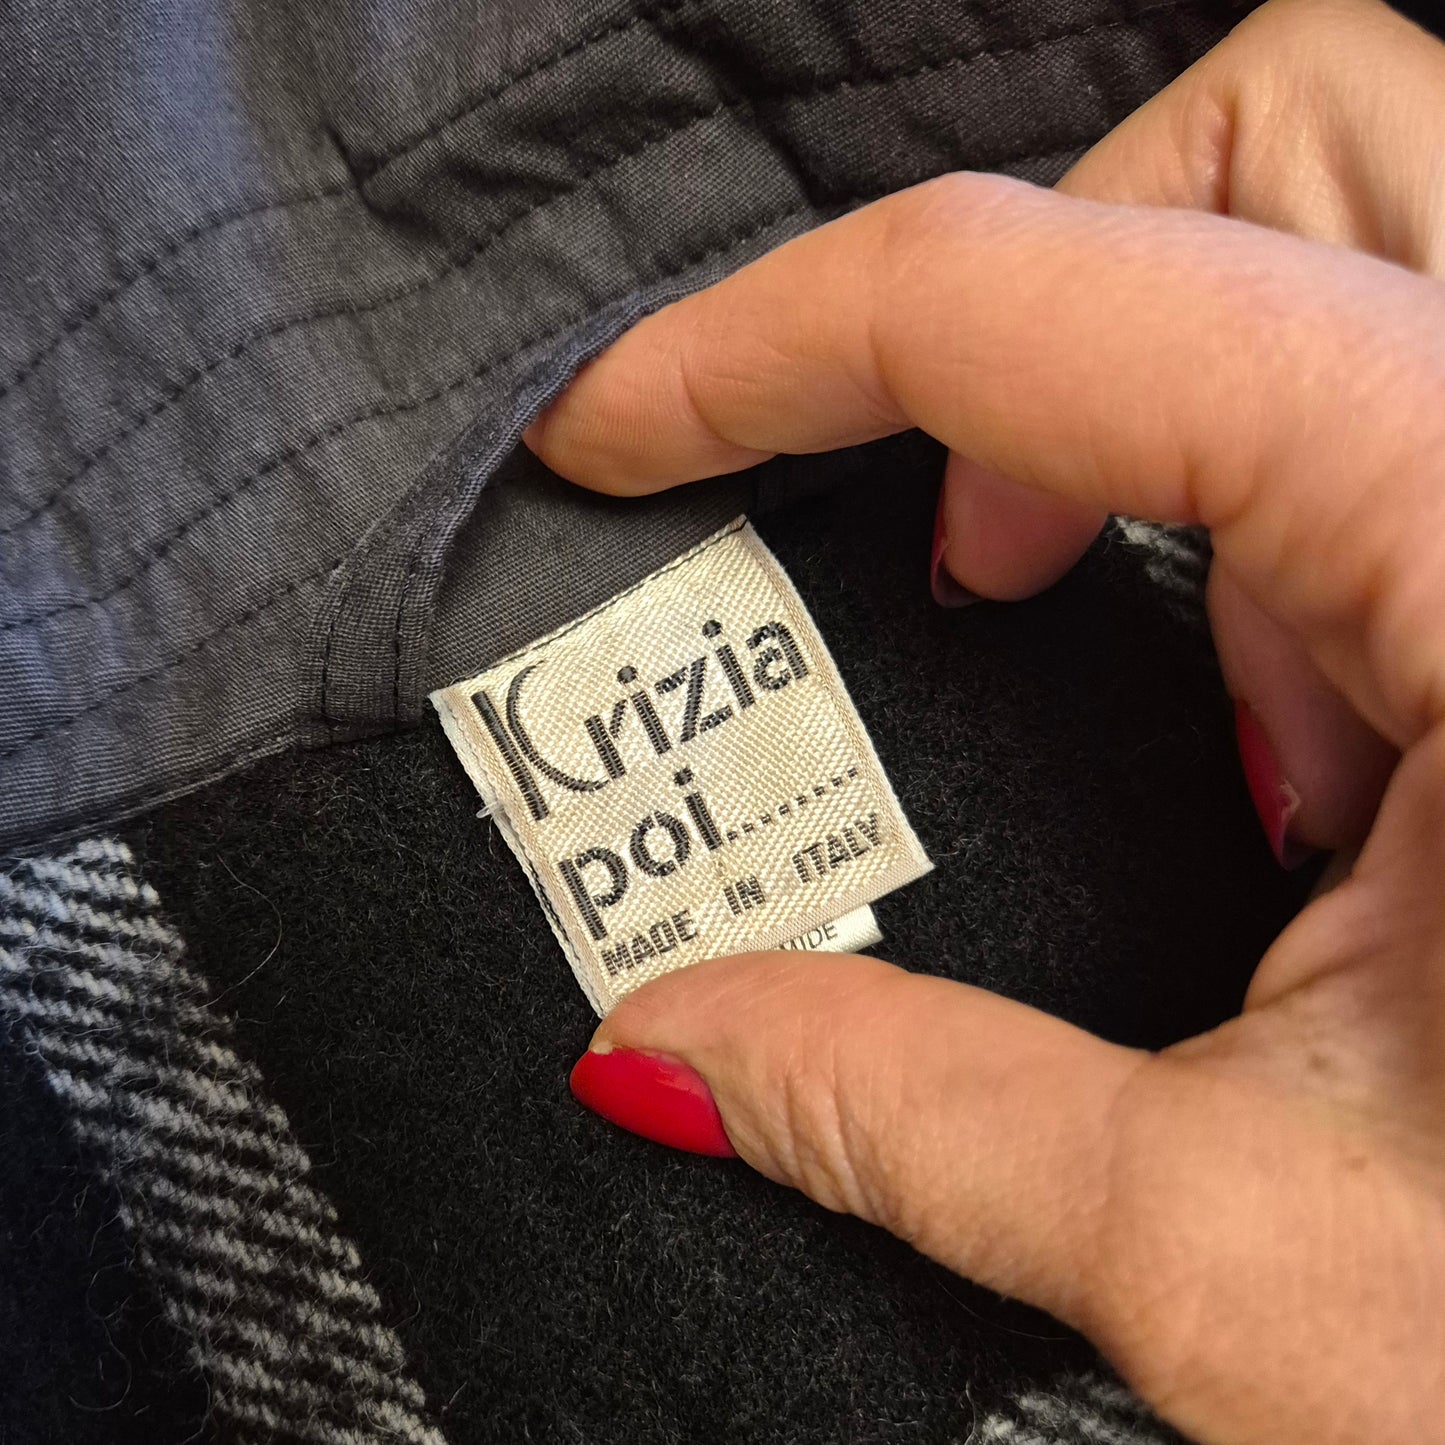 Krizia
poi........
MADE IN ITALY